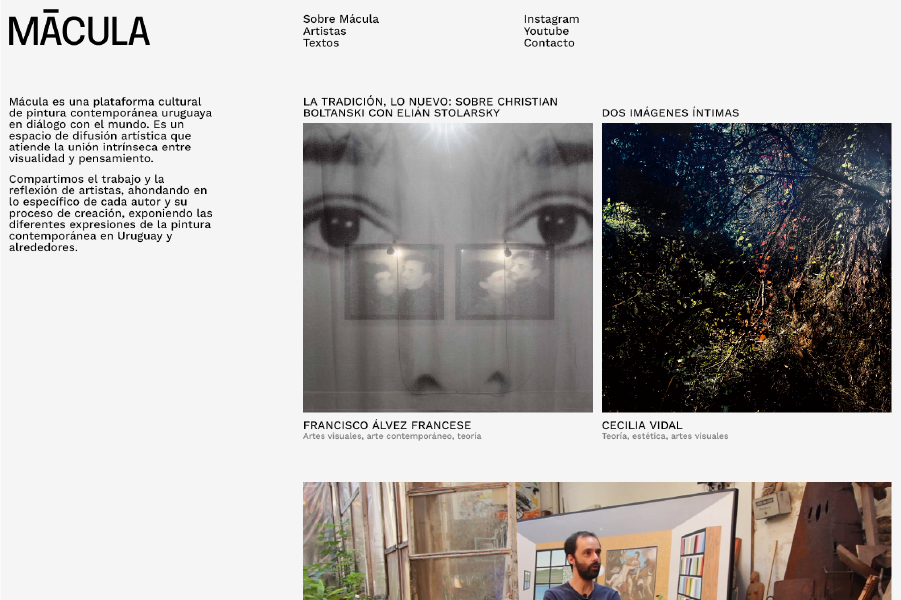 MĀCULA
Sobre Mácula
Artistas
Textos
Instagram
Youtube
Contacto
Mácula es una plataforma cultural
de pintura contemporánea uruguaya
en diálogo con el mundo. Es un
espacio de difusión artística que
atiende la unión intrínseca entre
visualidad y pensamiento.
Compartimos el trabajo y la
reflexión de artistas, ahondando en
lo específico de cada autor y su
proceso de creación, exponiendo las
diferentes expresiones de la pintura
contemporánea en Uruguay y
alrededores.
LA TRADICIÓN, LO NUEVO: SOBRE CHRISTIAN
BOLTANSKI CON ELIÁN STOLARSKY
FRANCISCO ÁLVEZ FRANCESE
Artes visuales, arte contemporáneo, teoría
DOS IMÁGENES ÍNTIMAS
CECILIA VIDAL
Teoría, estética, artes visuales